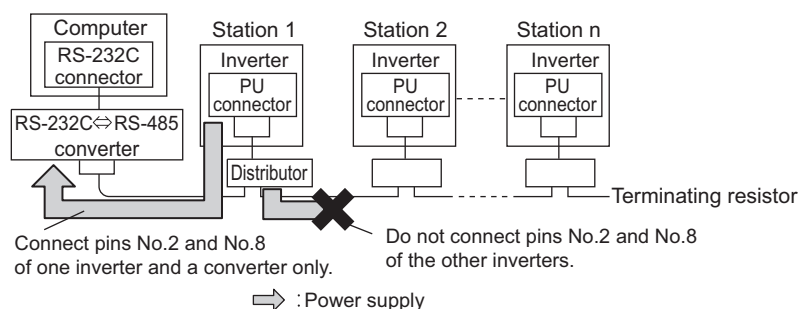 Computer
RS-232C
connector
RS-232C⇔RS-485
converter
Station 1
Inverter
PU
connector
Distributor
Station 2
Inverter
PU
connector
Station n
Inverter
PU
connector
Terminating resistor
Connect pins No.2 and No.8
of one inverter and a converter only.
Do not connect pins No.2 and No.8
of the other inverters.
:Power supply